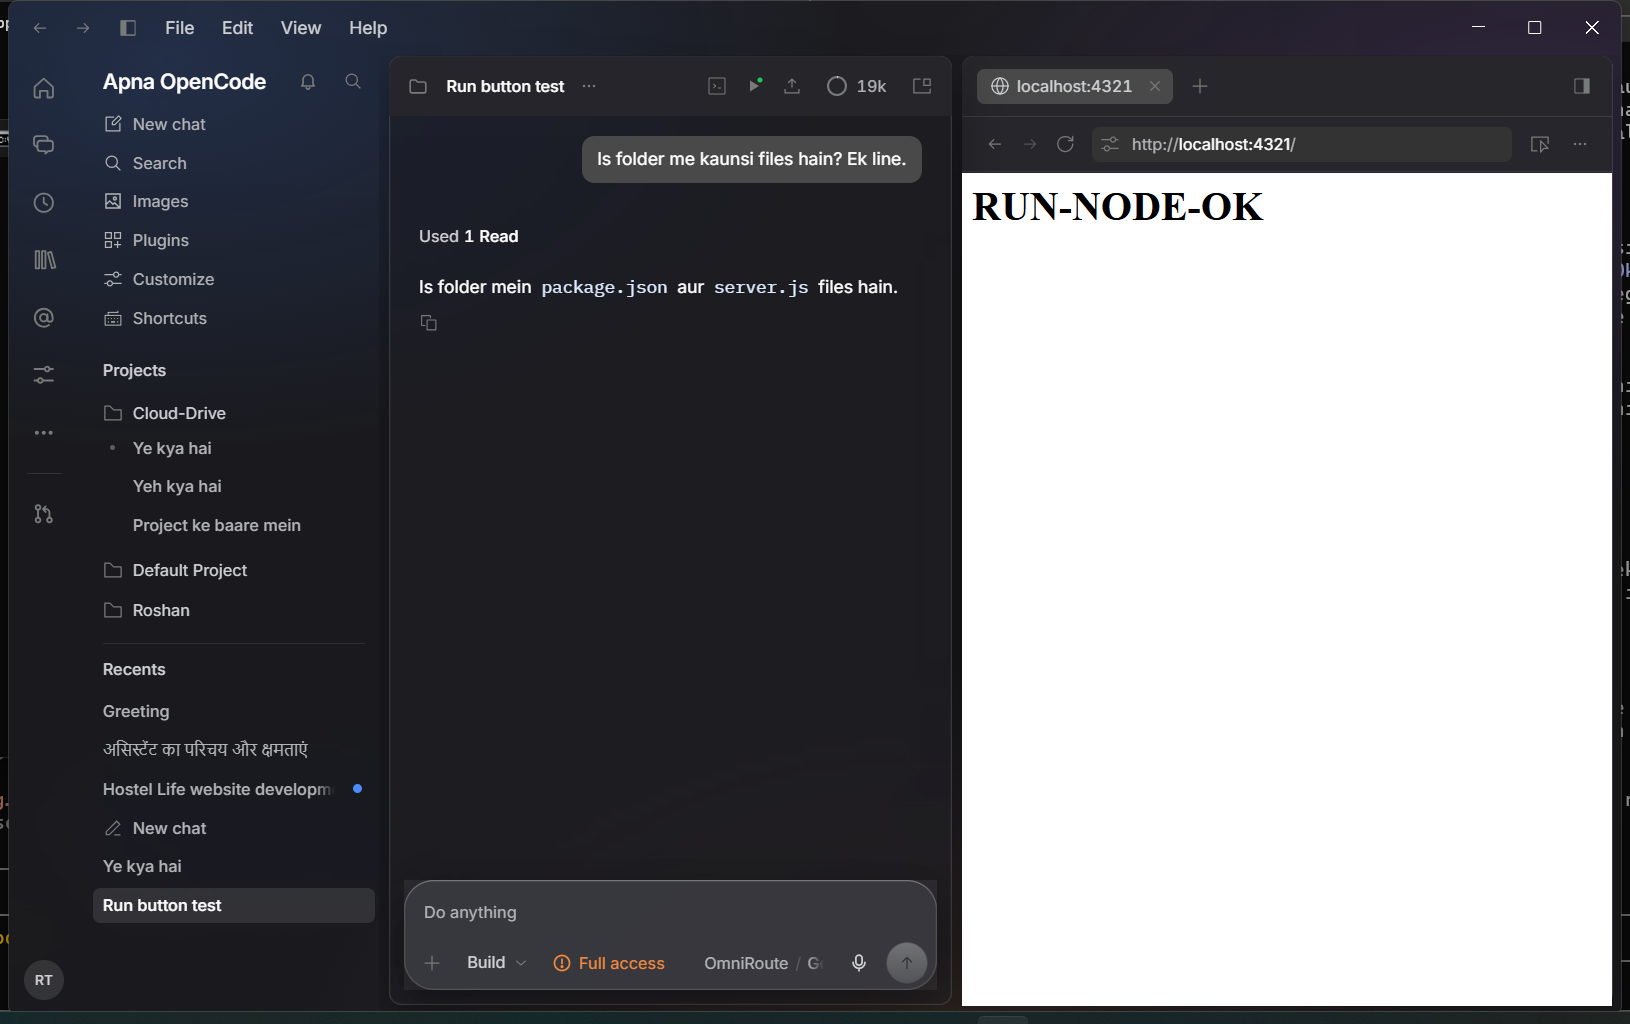 File Edit View Help
Apna OpenCode
New chat
Search
Images
Plugins
Customize
Shortcuts
Projects
Cloud-Drive
Ye kya hai
Yeh kya hai
Project ke baare mein
Default Project
Roshan
Recents
Greeting
असिस्टेंट का परिचय और क्षमताएं
Hostel Life website developm
New chat
Ye kya hai
Run button test
RT
Run button test
19k
Is folder me kaunsi files hain? Ek line.
Used 1 Read
Is folder mein package.json aur server.js files hain.
Do anything
Build
Full access
OmniRoute /
localhost:4321
http://localhost:4321/
RUN-NODE-OK